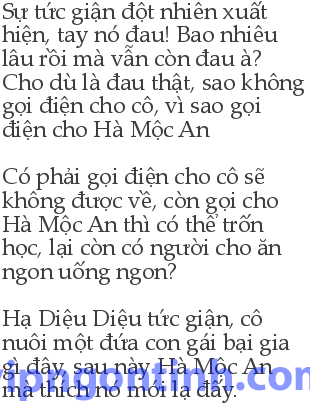 Sự tức giận đột nhiên xuất
hiện, tay nó đau! Bao nhiêu
lâu rồi mà vẫn còn đau à?
Cho dù là đau thật, sao không
gọi điện cho cô, vì sao gọi
điện cho Hà Mộc An
Có phải gọi điện cho cô sẽ
không được về, còn gọi cho
Hà Mộc An thì có thể trốn
học, lại còn có người cho ăn
ngon uống ngon?
Hạ Diệu Diệu tức giận, cô
nuôi một đứa con gái bại gia
gì đây, sau này Hà Mộc An
mà thích nó mới lạ đấy.
vipngontinh.com